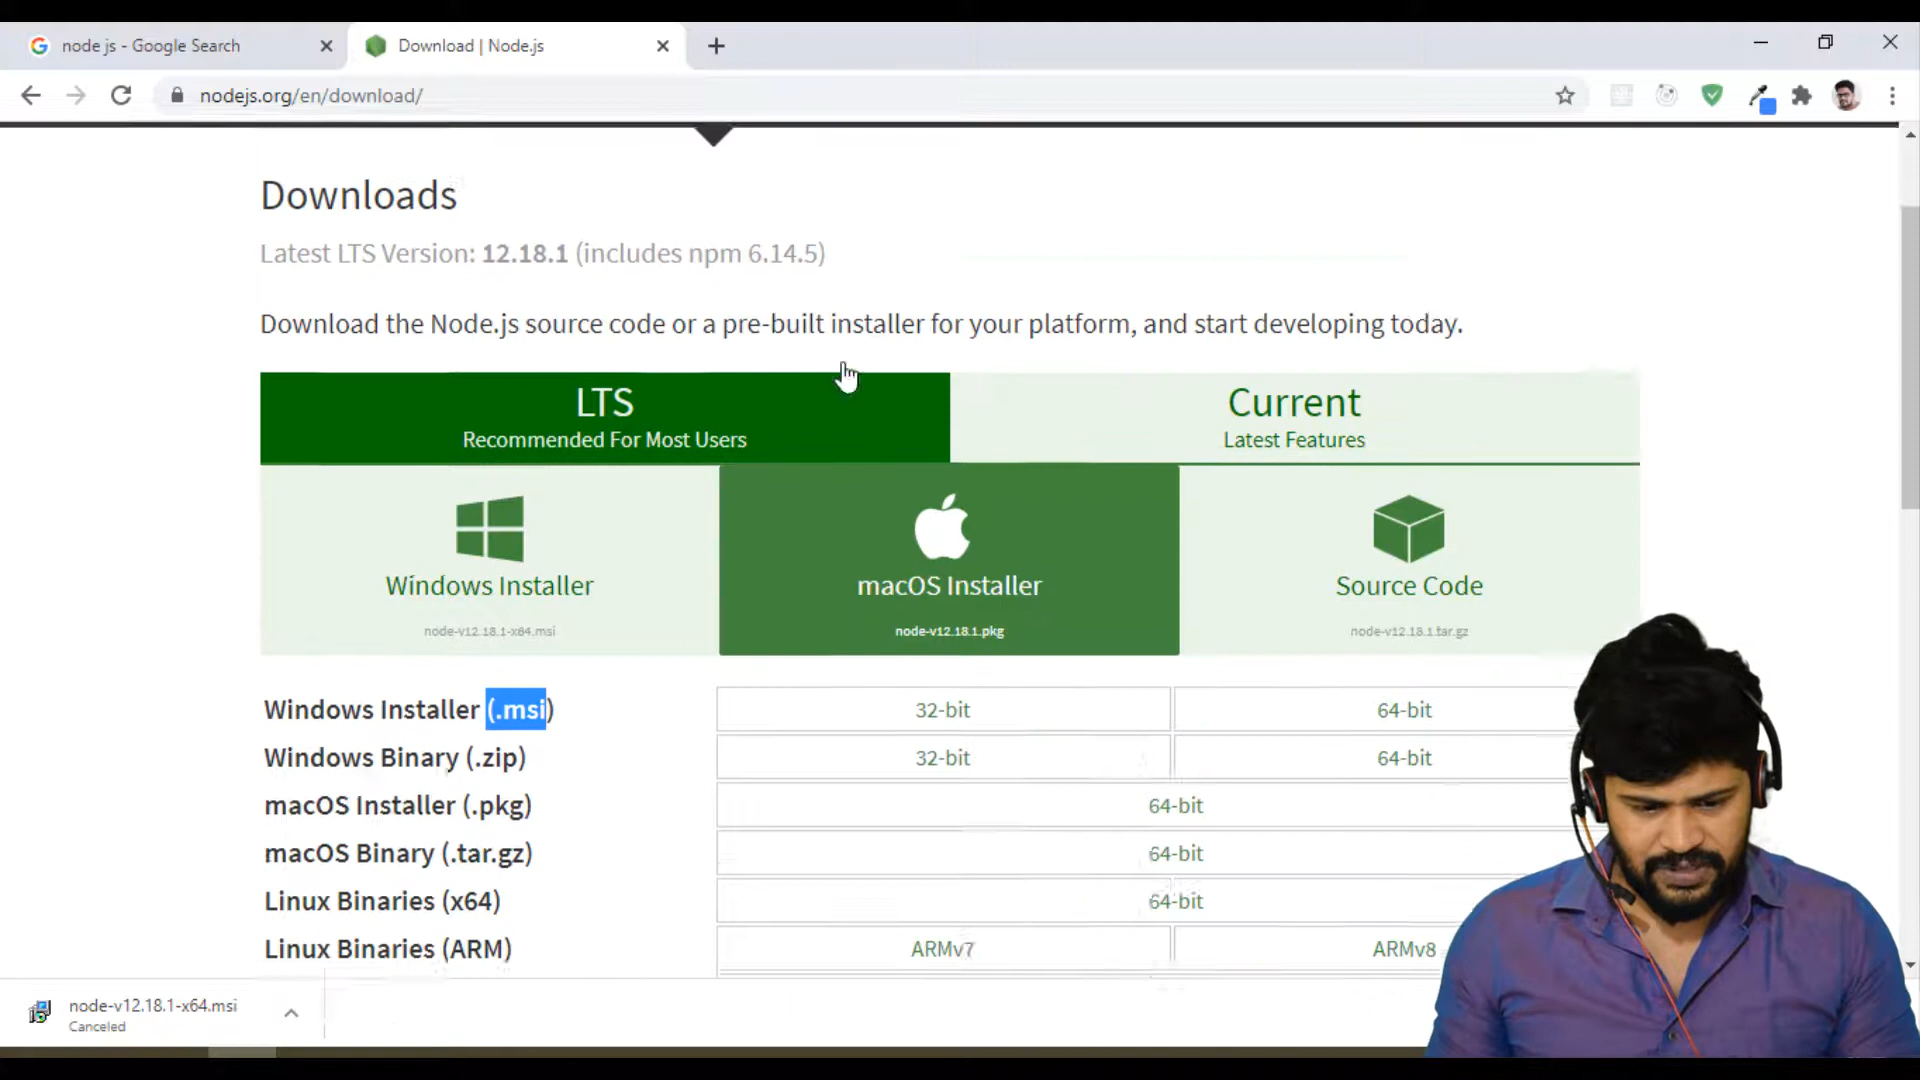 node js - Google Search
Download | Node.js
nodejs.org/en/download/
Downloads
Latest LTS Version: 12.18.1 (includes npm 6.14.5)
Download the Node.js source code or a pre-built installer for your platform, and start developing today.
LTS
Recommended For Most Users
Current
Latest Features
Windows Installer
node-v12.18.1-x64.msi
macOS Installer
node-v12.18.1.pkg
Source Code
node-v12.18.1.tar.gz
Windows Installer (.msi) 32-bit 64-bit
Windows Binary (.zip) 32-bit 64-bit
macOS Installer (.pkg) 64-bit
macOS Binary (.tar.gz) 64-bit
Linux Binaries (x64) 64-bit
Linux Binaries (ARM) ARMv7 ARMv8
node-v12.18.1-x64.msi
Canceled